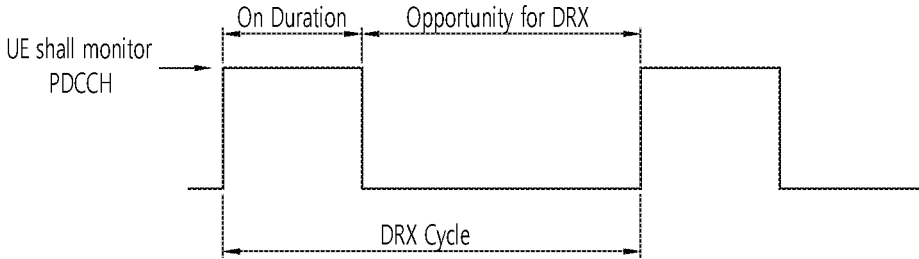 On Duration
Opportunity for DRX
UE shall monitor
PDCCH
DRX Cycle